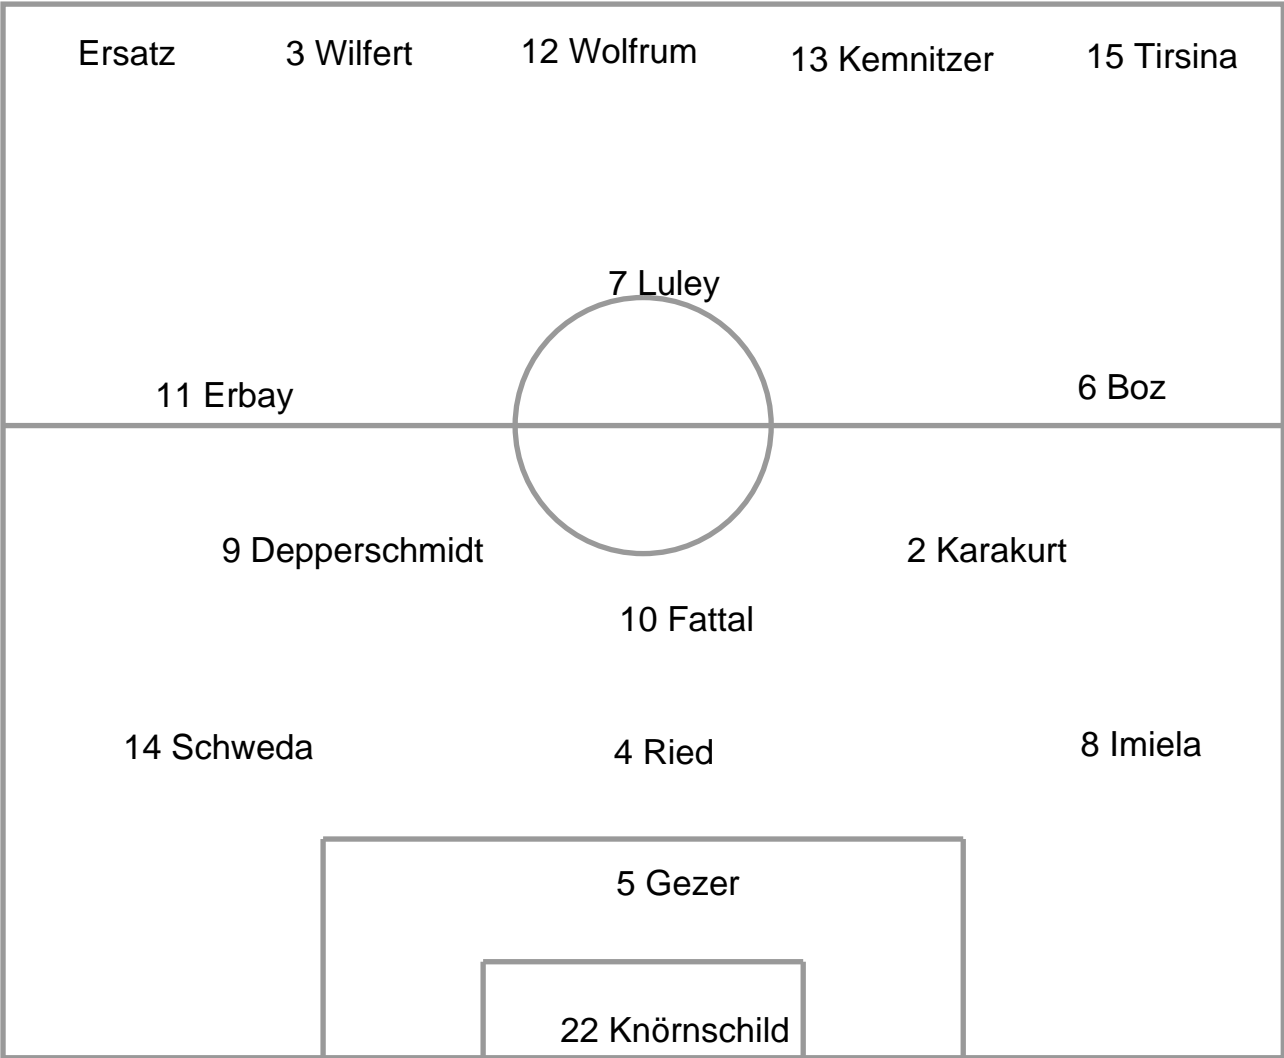 Ersatz 3 Wilfert 12 Wolfrum 13 Kemnitzer 15 Tirsina
7 Luley
11 Erbay 6 Boz
9 Depperschmidt 2 Karakurt
10 Fattal
14 Schweda 4 Ried 8 Imiela
5 Gezer
22 Knörnschild